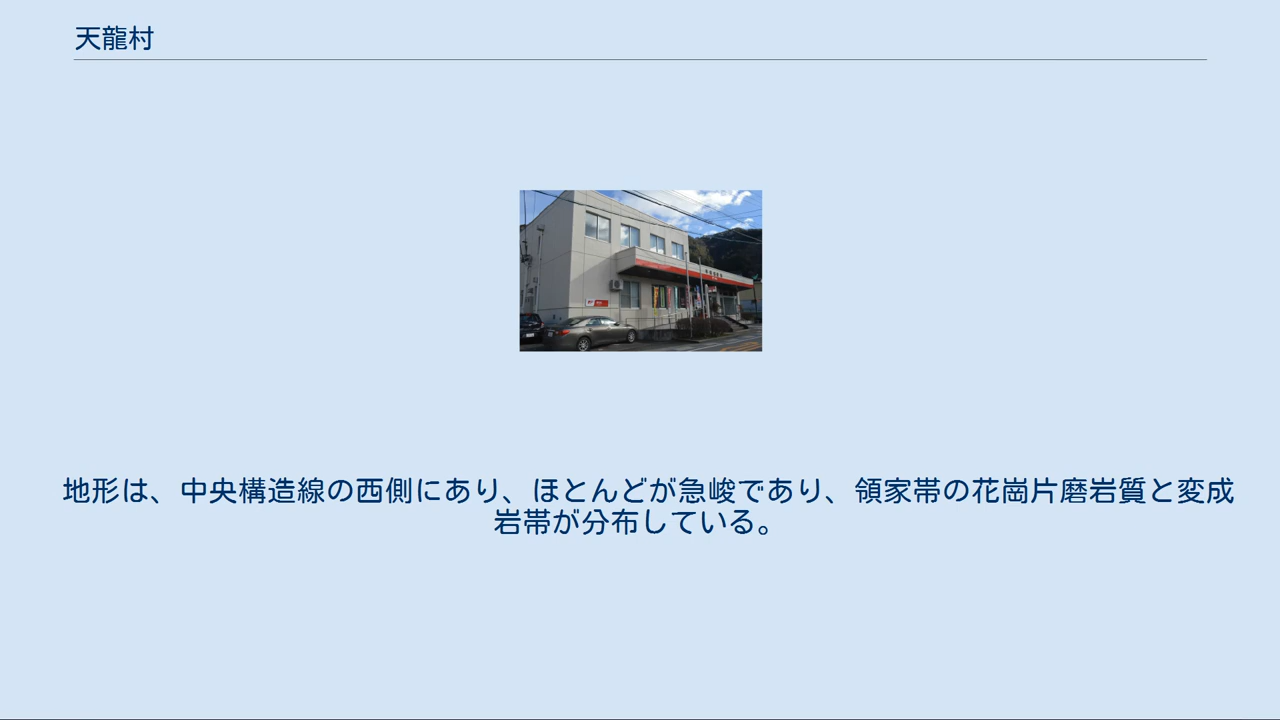 天龍村
地形は、中央構造線の西側にあり、ほとんどが急峻であり、領家帯の花崗片磨岩質と変成
岩帯が分布している。